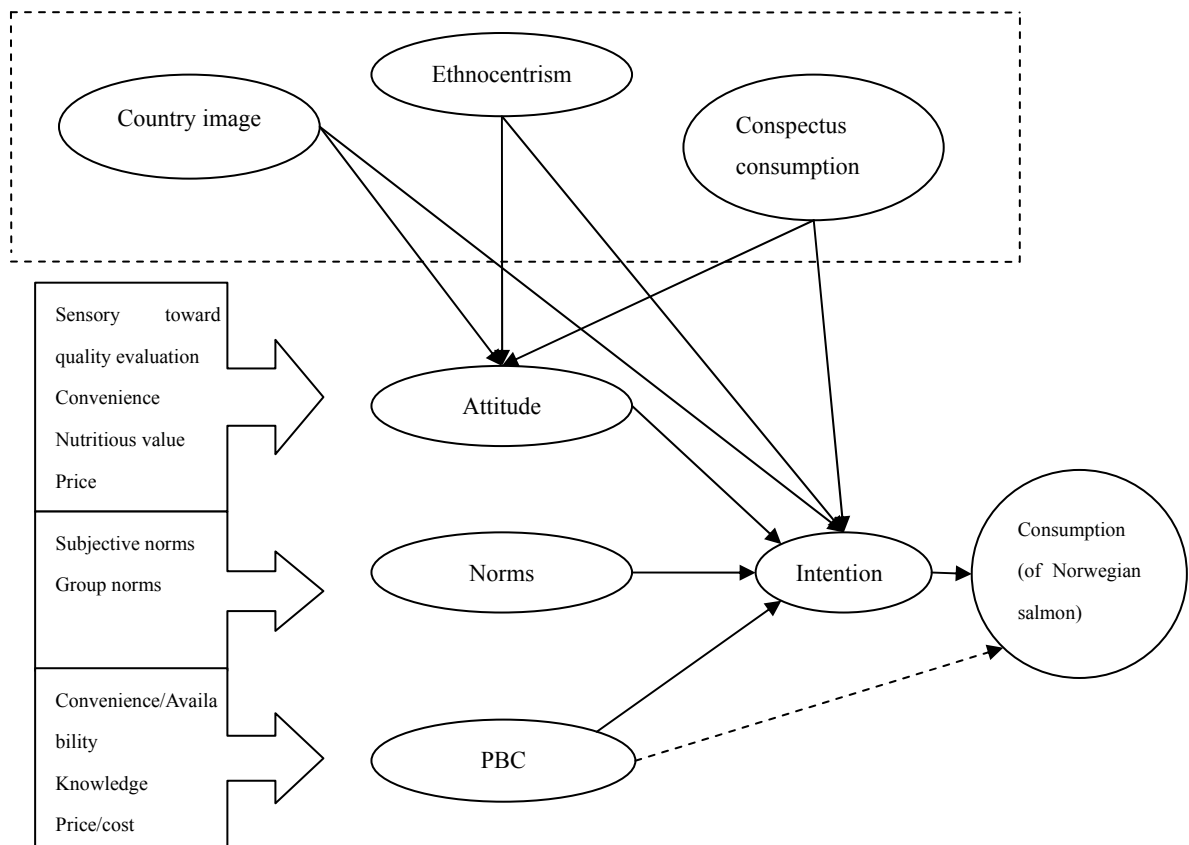 Ethnocentrism
Country image
Conspectus
consumption
Sensory toward
quality evaluation
Convenience
Nutritious value
Price
Attitude
Subjective norms
Group norms
Norms
Intention
Consumption
(of Norwegian
salmon)
Convenience/Availa
bility
Knowledge
Price/cost
PBC